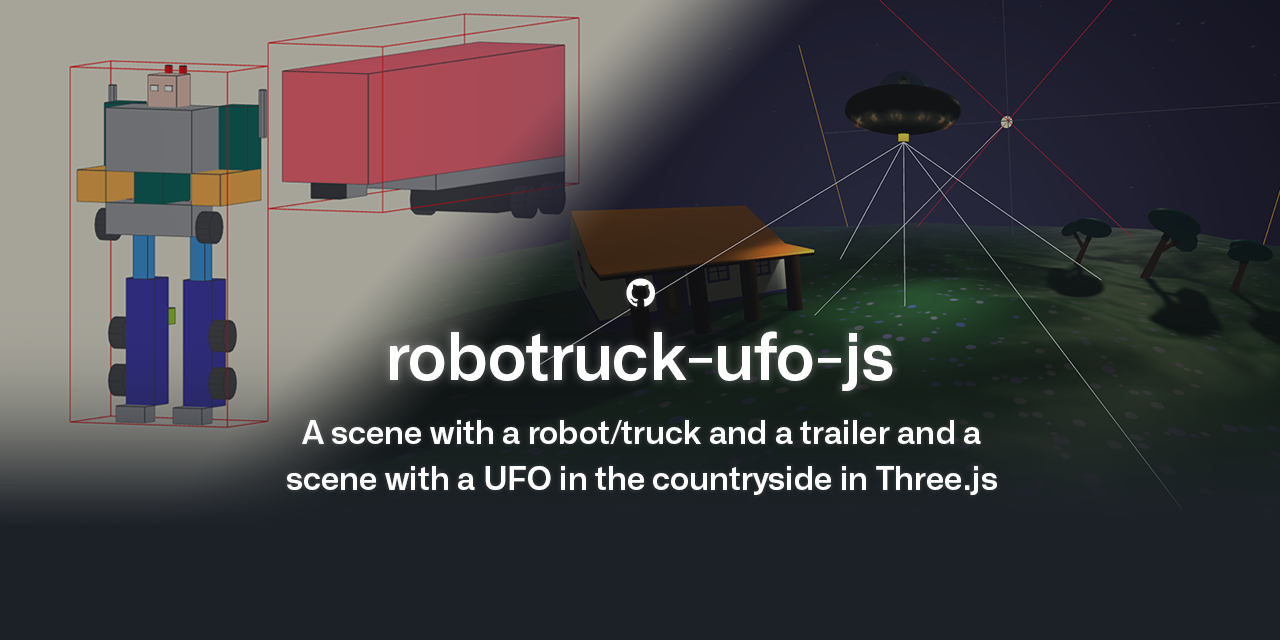 robotruck-ufo-js
A scene with a robot/truck and a trailer and a
scene with a UFO in the countryside in Three.js